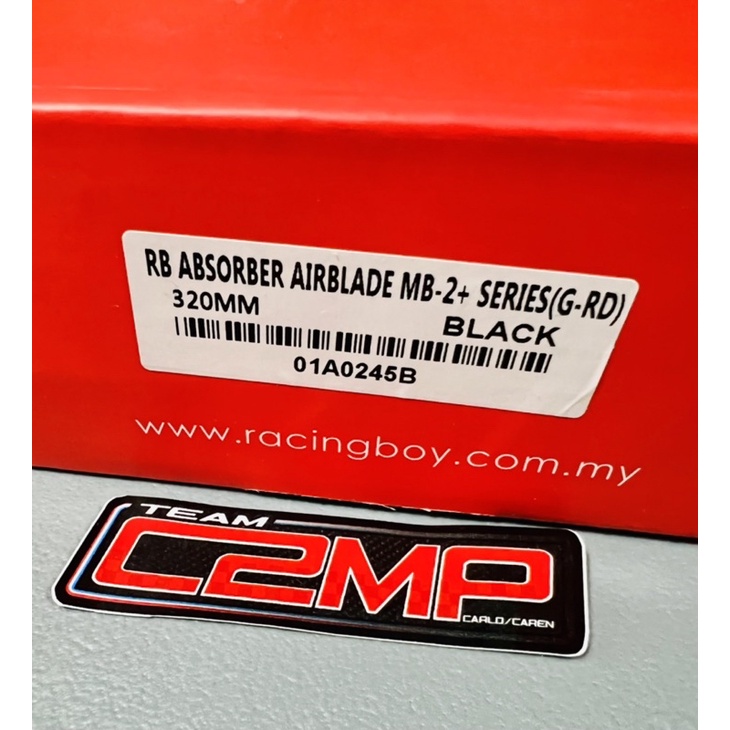 RB ABSORBER AIRBLADE MB-2+ SERIES(G-RD)
320MM BLACK
01A0245B
www.racingboy.com.my
TEAM
C2MP
CARLO/CAREN